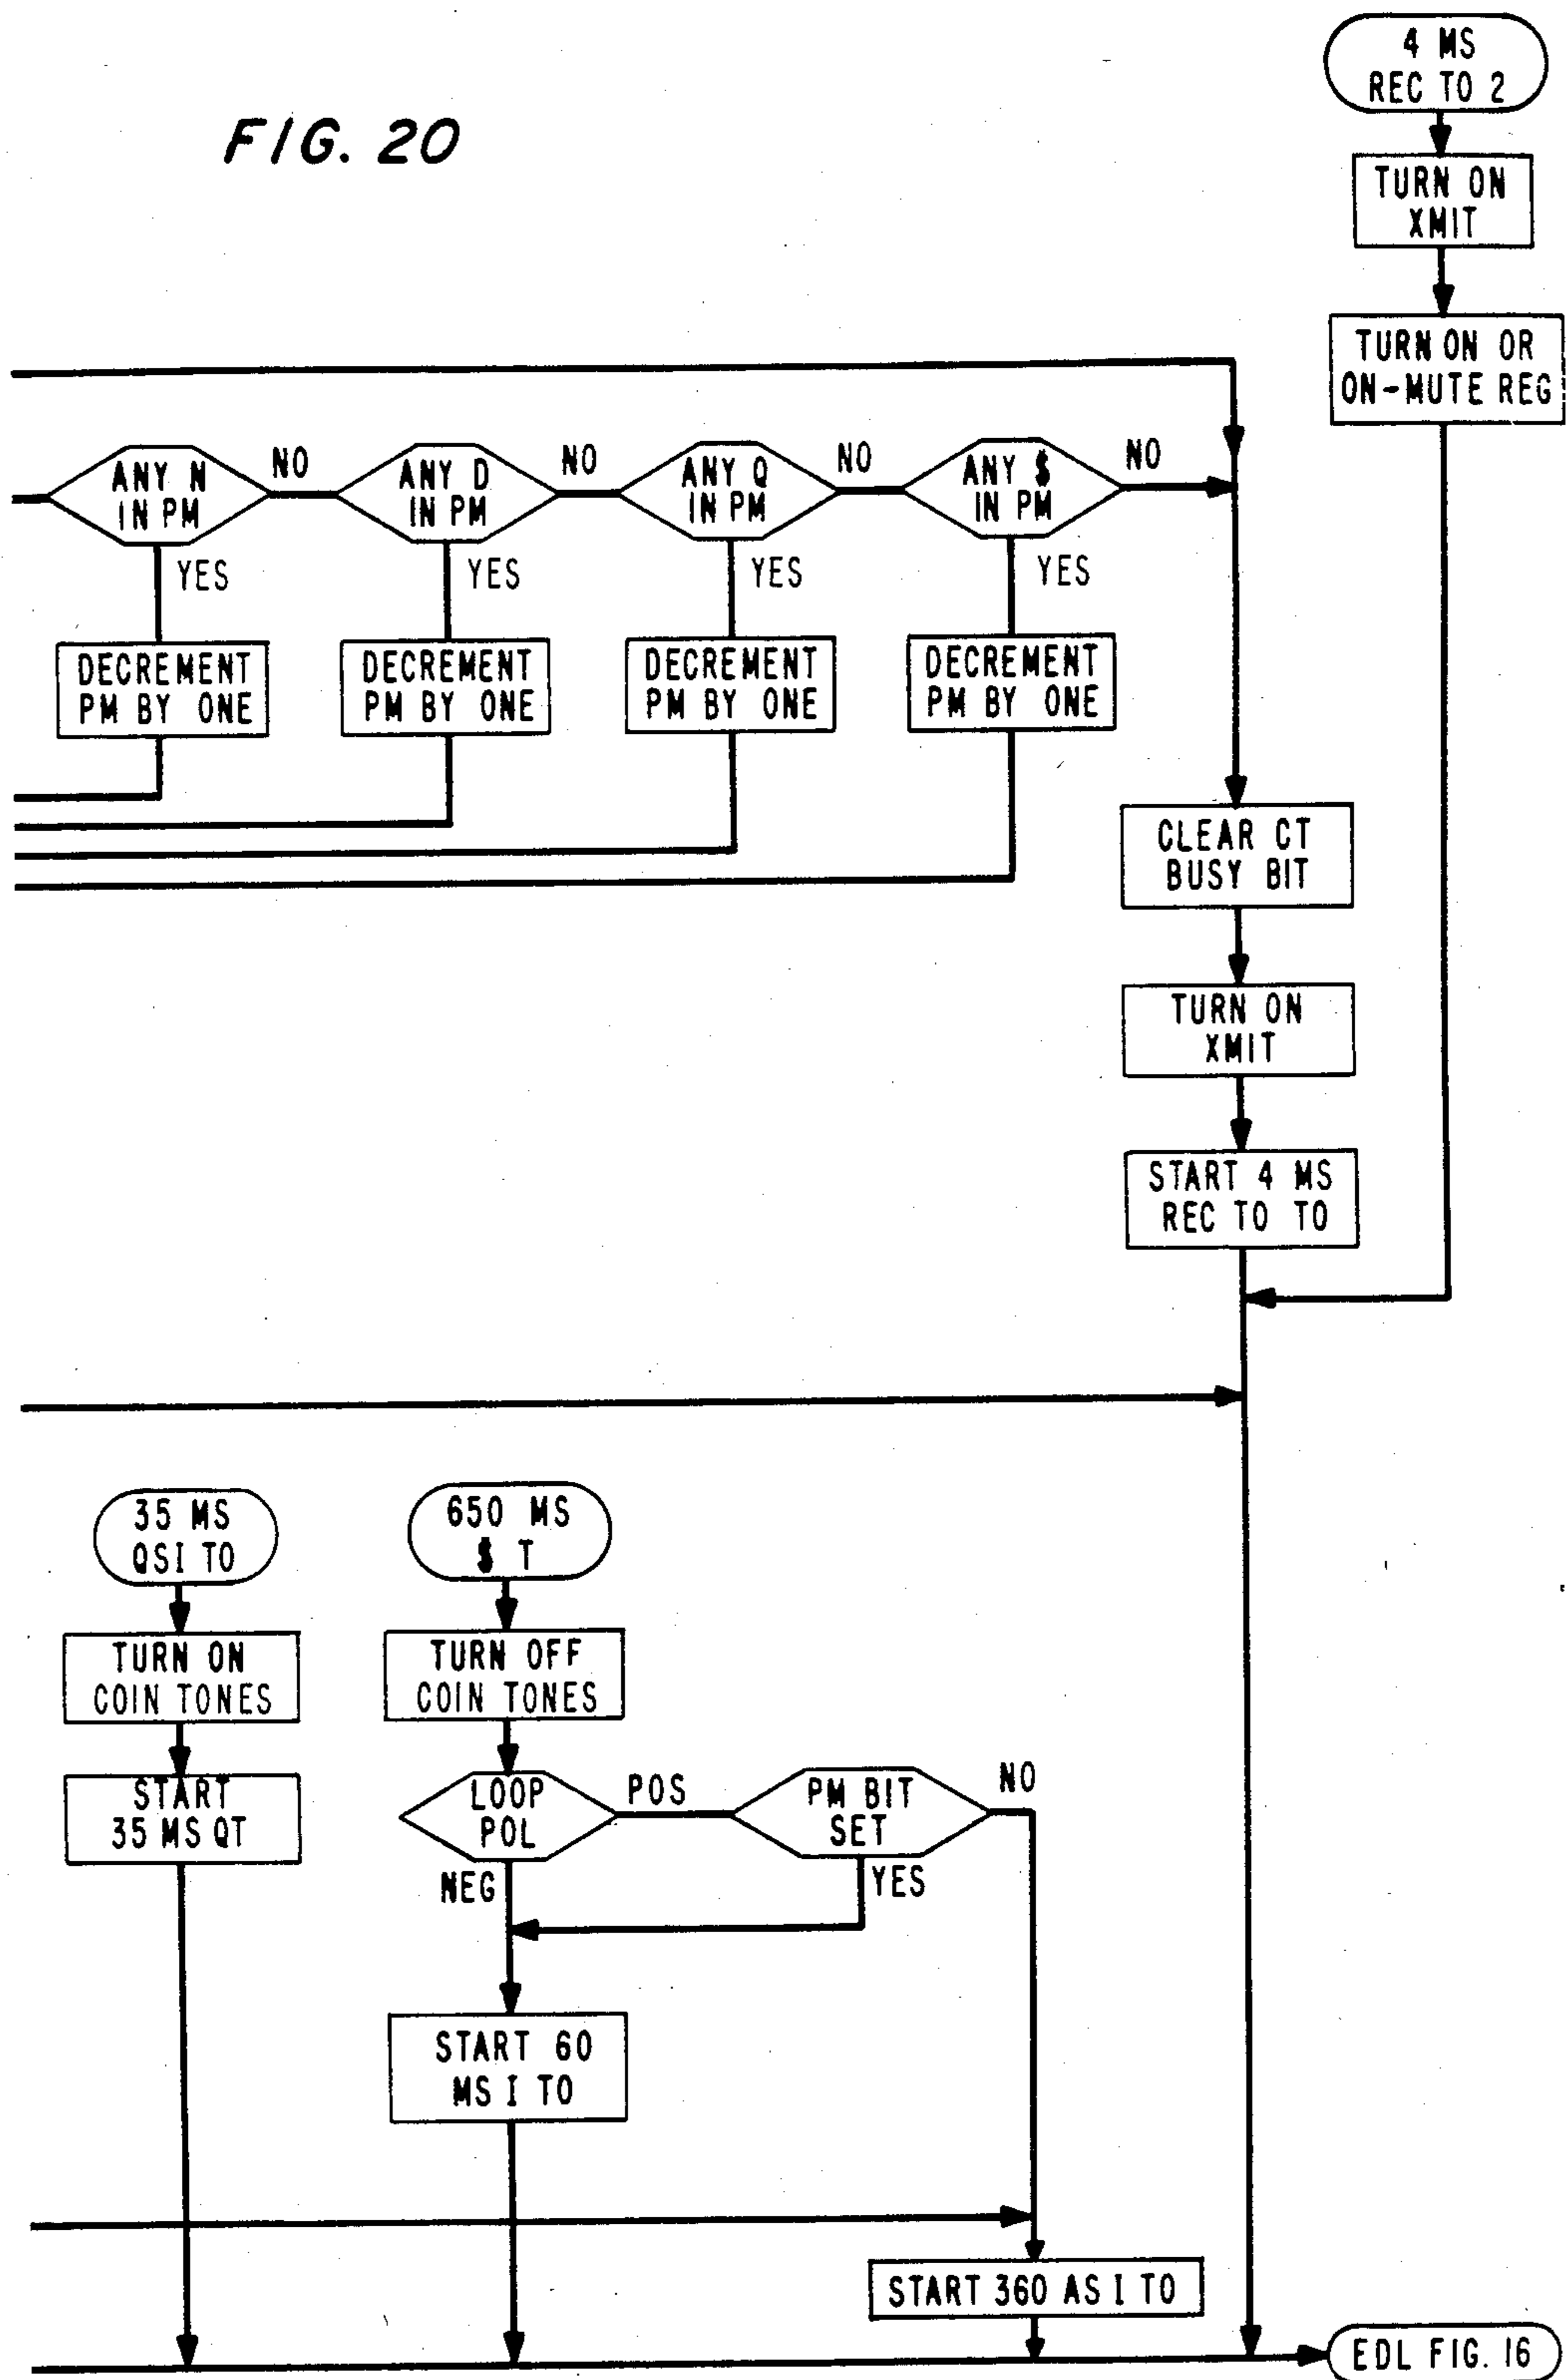 FIG. 20
4 MS
REC TO 2
TURN ON
XMIT
TURN ON OR
ON-MUTE REG
ANY N
IN PM
NO
ANY D
IN PM
NO
ANY Q
IN PM
NO
ANY $
IN PM
NO
YES
YES
YES
YES
DECREMENT
PM BY ONE
DECREMENT
PM BY ONE
DECREMENT
PM BY ONE
DECREMENT
PM BY ONE
CLEAR CT
BUSY BIT
TURN ON
XMIT
START 4 MS
REC TO TO
35 MS
QSI TO
TURN ON
COIN TONES
START
35 MS QT
650 MS
$ T
TURN OFF
COIN TONES
LOOP
POL
POS
NEG
PM BIT
SET
NO
YES
START 60
MS I TO
START 360 AS I TO
EDL FIG. 16